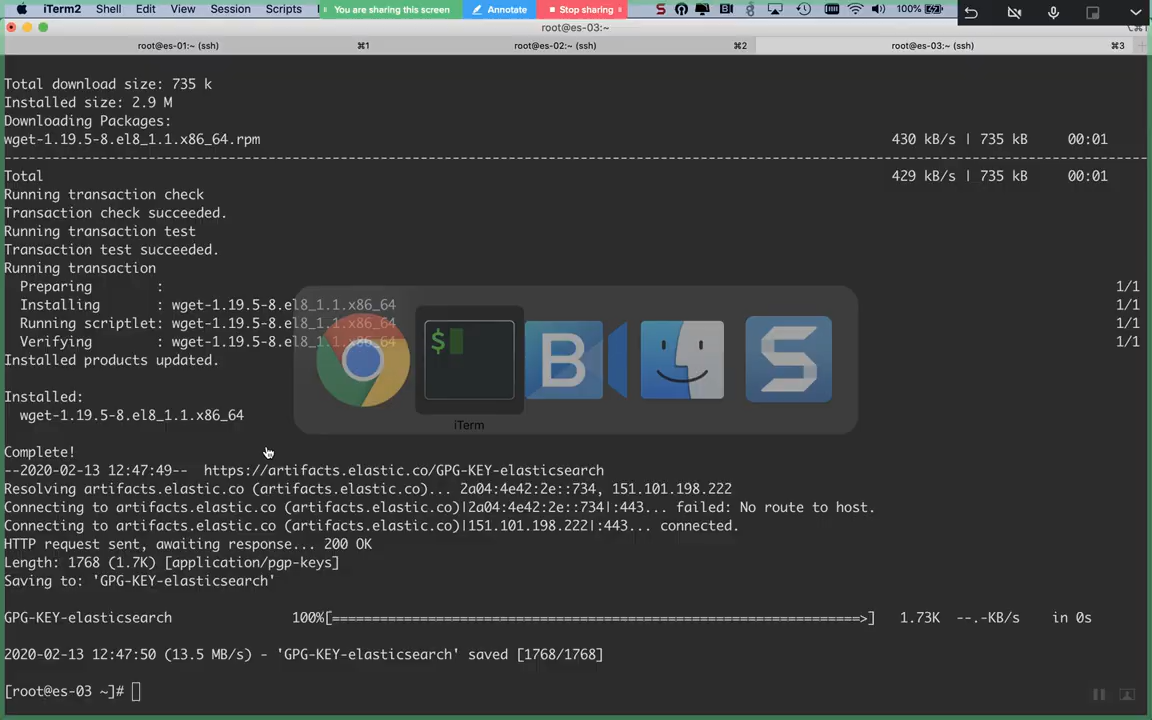 iTerm2 Shell Edit View Session Scripts You are sharing this screen Annotate Stop sharing 100%
root@es-03:~
root@es-01:~ (ssh) ⌘1 root@es-02:~ (ssh) ⌘2 root@es-03:~ (ssh) ⌘3
Total download size: 735 k
Installed size: 2.9 M
Downloading Packages:
wget-1.19.5-8.el8_1.1.x86_64.rpm 430 kB/s | 735 kB 00:01
--------------------------------------------------------------------------------
Total 429 kB/s | 735 kB 00:01
Running transaction check
Transaction check succeeded.
Running transaction test
Transaction test succeeded.
Running transaction
Preparing : 1/1
Installing : wget-1.19.5-8.el8_1.1.x86_64 1/1
Running scriptlet: wget-1.19.5-8.el8_1.1.x86_64 1/1
Verifying : wget-1.19.5-8.el8_1.1.x86_64 1/1
Installed products updated.
$
B
S
iTerm
Installed:
wget-1.19.5-8.el8_1.1.x86_64
Complete!
--2020-02-13 12:47:49-- https://artifacts.elastic.co/GPG-KEY-elasticsearch
Resolving artifacts.elastic.co (artifacts.elastic.co)... 2a04:4e42:2e::734, 151.101.198.222
Connecting to artifacts.elastic.co (artifacts.elastic.co)|2a04:4e42:2e::734|:443... failed: No route to host.
Connecting to artifacts.elastic.co (artifacts.elastic.co)|151.101.198.222|:443... connected.
HTTP request sent, awaiting response... 200 OK
Length: 1768 (1.7K) [application/pgp-keys]
Saving to: 'GPG-KEY-elasticsearch'
GPG-KEY-elasticsearch 100%[===================================================================>] 1.73K --.-KB/s in 0s
2020-02-13 12:47:50 (13.5 MB/s) - 'GPG-KEY-elasticsearch' saved [1768/1768]
[root@es-03 ~]#